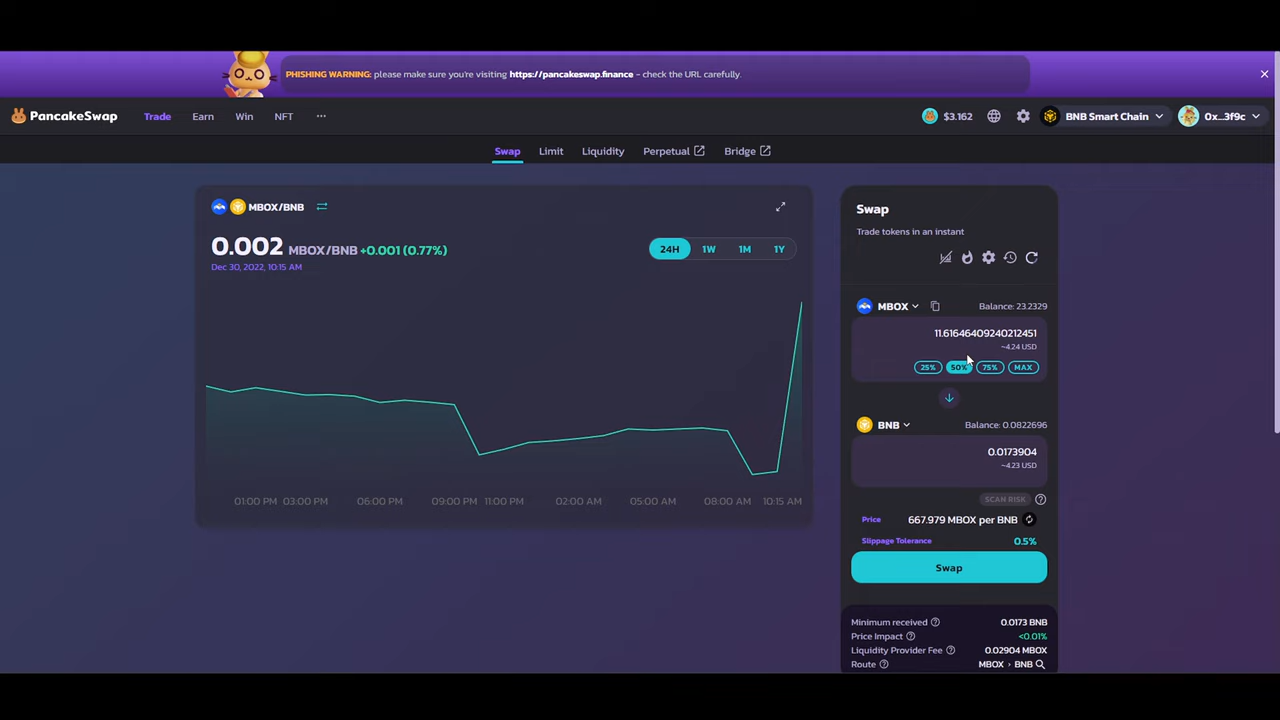 PHISHING WARNING: please make sure you're visiting https://pancakeswap.finance - check the URL carefully.
PancakeSwap Trade Earn Win NFT ... $3.162 BNB Smart Chain 0x...3f9c
Swap Limit Liquidity Perpetual Bridge
MBOX/BNB
0.002 MBOX/BNB +0.001 (0.77%)
Dec 30, 2022, 10:15 AM
24H 1W 1M 1Y
01:00 PM 03:00 PM 06:00 PM 09:00 PM 11:00 PM 02:00 AM 05:00 AM 08:00 AM 10:15 AM
Swap
Trade tokens in an instant
MBOX Balance: 23.2329
11.61646409240212451
~4.24 USD
25% 50% 75% MAX
BNB Balance: 0.0822696
0.0173904
~4.23 USD
SCAN RISK
Price 667.979 MBOX per BNB
Slippage Tolerance 0.5%
Swap
Minimum received 0.0173 BNB
Price Impact <0.01%
Liquidity Provider Fee 0.02904 MBOX
Route MBOX > BNB